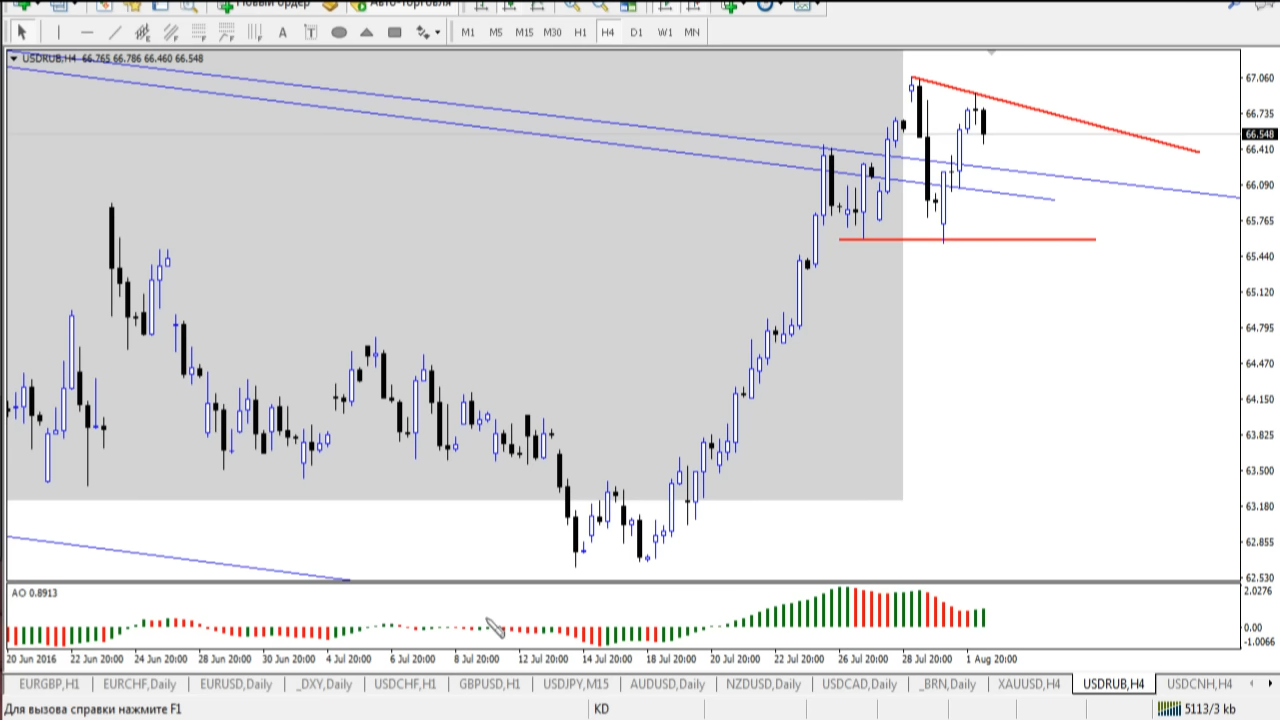 Новый ордер Авто-торговля
A T M1 M5 M15 M30 H1 H4 D1 W1 MN
USDRUB,H4 66.765 66.786 66.460 66.548
67.060
66.735
66.548
66.410
66.090
65.765
65.440
65.120
64.795
64.470
64.150
63.825
63.500
63.180
62.855
62.530
AO 0.8913
2.0276
0.00
-1.0066
20 Jun 2016 22 Jun 20:00 24 Jun 20:00 28 Jun 20:00 30 Jun 20:00 4 Jul 20:00 6 Jul 20:00 8 Jul 20:00 12 Jul 20:00 14 Jul 20:00 18 Jul 20:00 20 Jul 20:00 22 Jul 20:00 26 Jul 20:00 28 Jul 20:00 1 Aug 20:00
EURGBP,H1 EURCHF,Daily EURUSD,Daily _DXY,Daily USDCHF,H1 GBPUSD,H1 USDJPY,M15 AUDUSD,Daily NZDUSD,Daily USDCAD,Daily _BRN,Daily XAUUSD,H4 USDRUB,H4 USDCNH,H4
Для вызова справки нажмите F1 KD 5113/3 kb